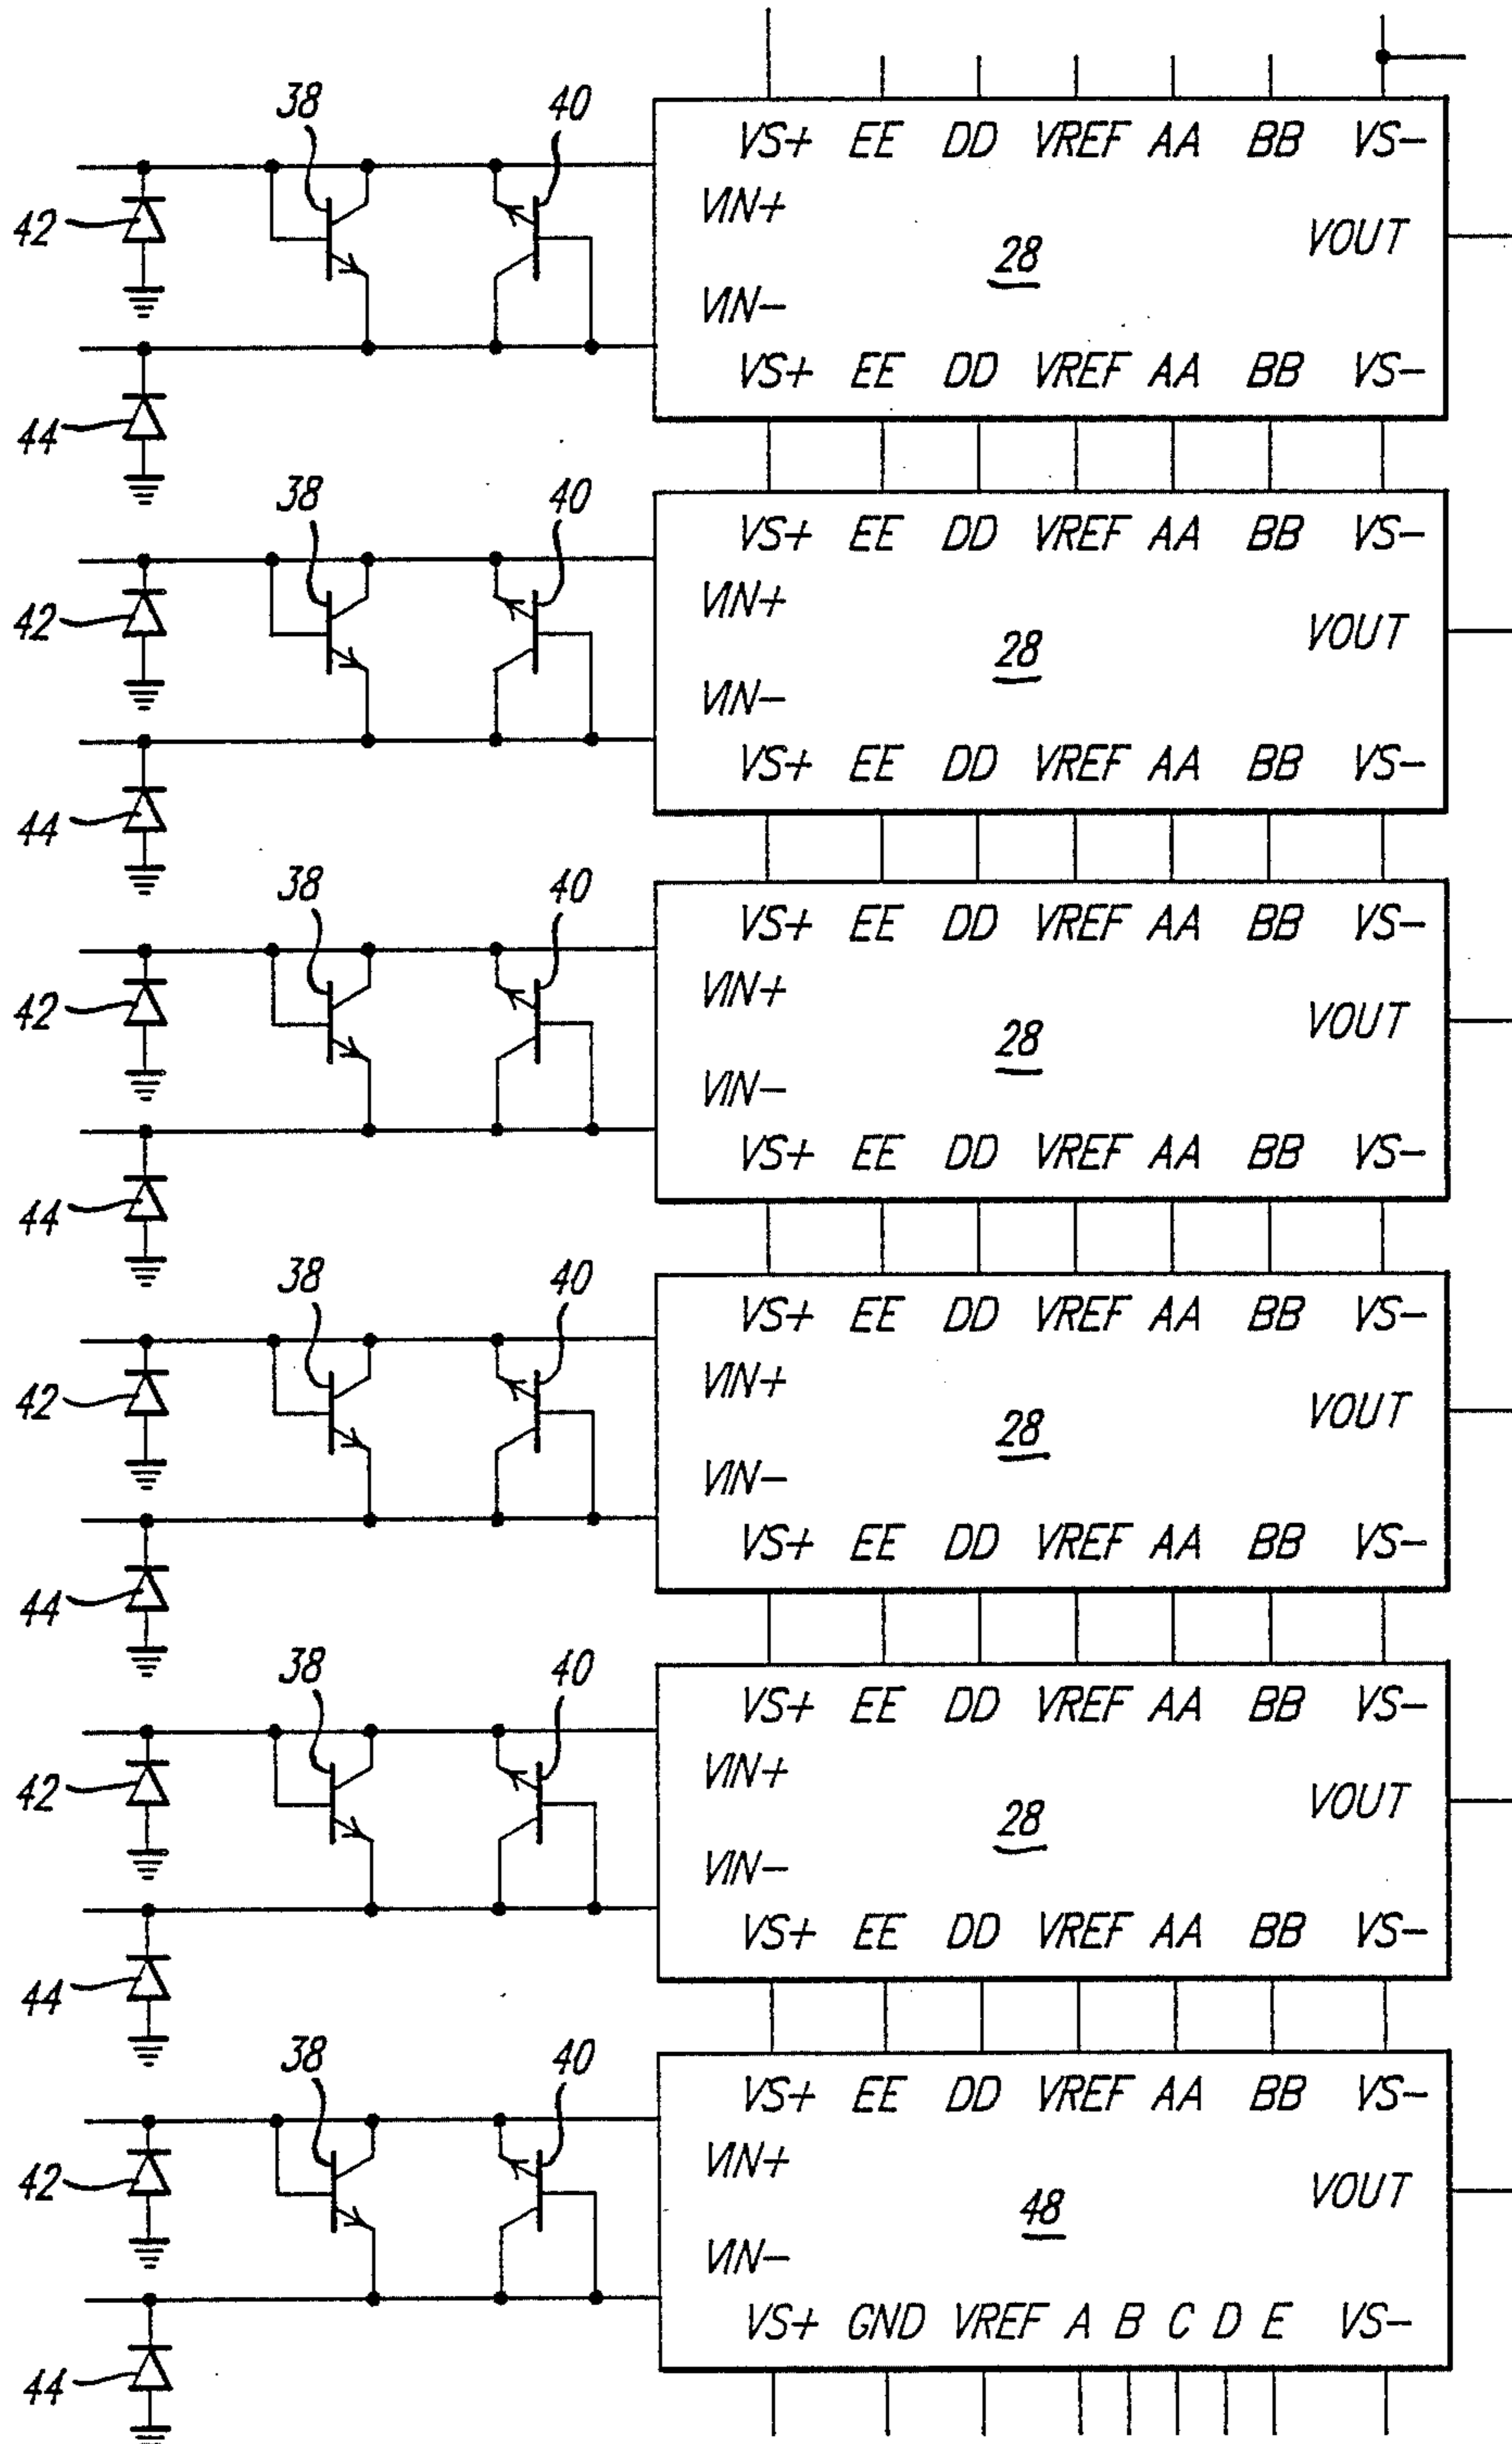 38 40
VS+ EE DD VREF AA BB VS-
42
VIN+
28
VOUT
VIN-
VS+ EE DD VREF AA BB VS-
44
38 40
VS+ EE DD VREF AA BB VS-
42
VIN+
28
VOUT
VIN-
VS+ EE DD VREF AA BB VS-
44
38 40
VS+ EE DD VREF AA BB VS-
42
VIN+
28
VOUT
VIN-
VS+ EE DD VREF AA BB VS-
44
38 40
VS+ EE DD VREF AA BB VS-
42
VIN+
28
VOUT
VIN-
VS+ EE DD VREF AA BB VS-
44
38 40
VS+ EE DD VREF AA BB VS-
42
VIN+
28
VOUT
VIN-
VS+ EE DD VREF AA BB VS-
44
38 40
VS+ EE DD VREF AA BB VS-
42
VIN+
48
VOUT
VIN-
VS+ GND VREF A B C D E VS-
44